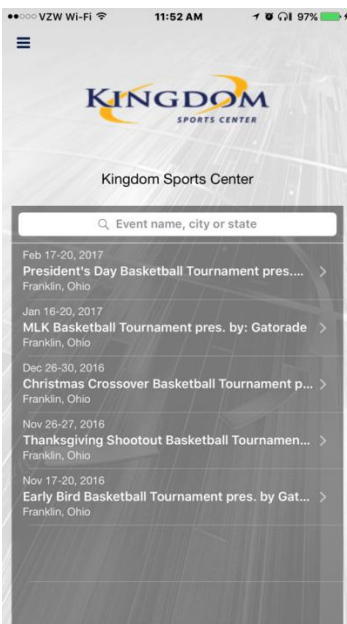 VZW Wi-Fi 11:52 AM 97%
KINGDOM
SPORTS CENTER
Kingdom Sports Center
Event name, city or state
Feb 17-20, 2017
President's Day Basketball Tournament pres....
Franklin, Ohio
Jan 16-20, 2017
MLK Basketball Tournament pres. by: Gatorade
Franklin, Ohio
Dec 26-30, 2016
Christmas Crossover Basketball Tournament p...
Franklin, Ohio
Nov 26-27, 2016
Thanksgiving Shootout Basketball Tournamen...
Franklin, Ohio
Nov 17-20, 2016
Early Bird Basketball Tournament pres. by Gat...
Franklin, Ohio